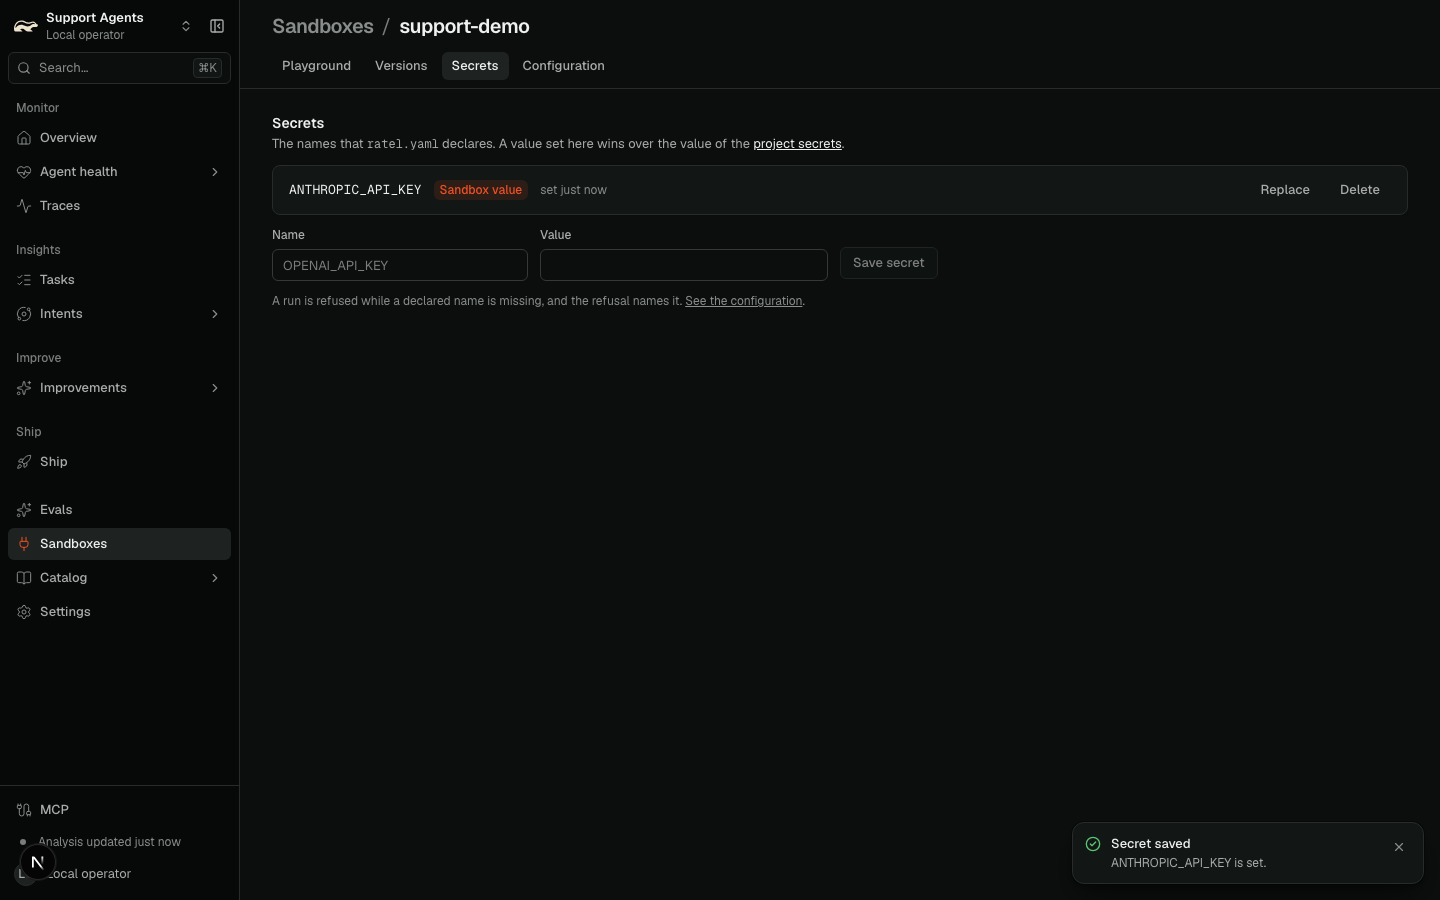 Support Agents
Local operator
Search...
⌘K
Monitor
Overview
Agent health
Traces
Insights
Tasks
Intents
Improve
Improvements
Ship
Ship
Evals
Sandboxes
Catalog
Settings
MCP
Analysis updated just now
Local operator
Sandboxes / support-demo
Playground Versions Secrets Configuration
Secrets
The names that ratel.yaml declares. A value set here wins over the value of the project secrets.
ANTHROPIC_API_KEY Sandbox value set just now Replace Delete
Name Value
OPENAI_API_KEY Save secret
A run is refused while a declared name is missing, and the refusal names it. See the configuration.
Secret saved
ANTHROPIC_API_KEY is set.